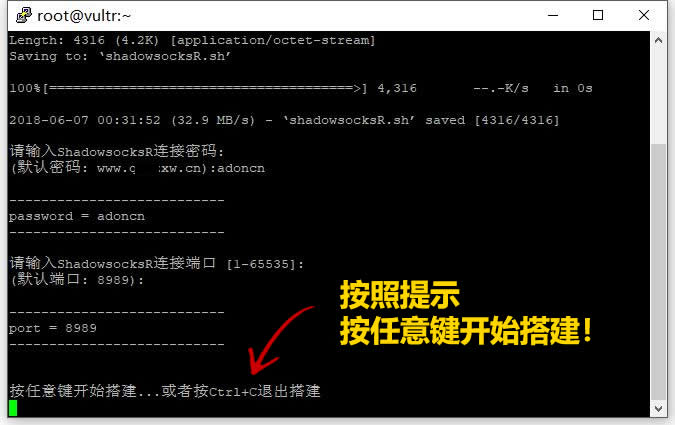 root@vultr:~
Length: 4316 (4.2K) [application/octet-stream]
Saving to: ‘shadowsocksR.sh’
100%[======================================>] 4,316 --.-K/s in 0s
2018-06-07 00:31:52 (32.9 MB/s) - ‘shadowsocksR.sh’ saved [4316/4316]
请输入ShadowsocksR连接密码:
(默认密码: www.q xw.cn):adoncn
---------------------------
password = adoncn
---------------------------
请输入ShadowsocksR连接端口 [1-65535]:
(默认端口: 8989):
---------------------------
port = 8989
---------------------------
按照提示
按任意键开始搭建!
按任意键开始搭建...或者按Ctrl+C退出搭建